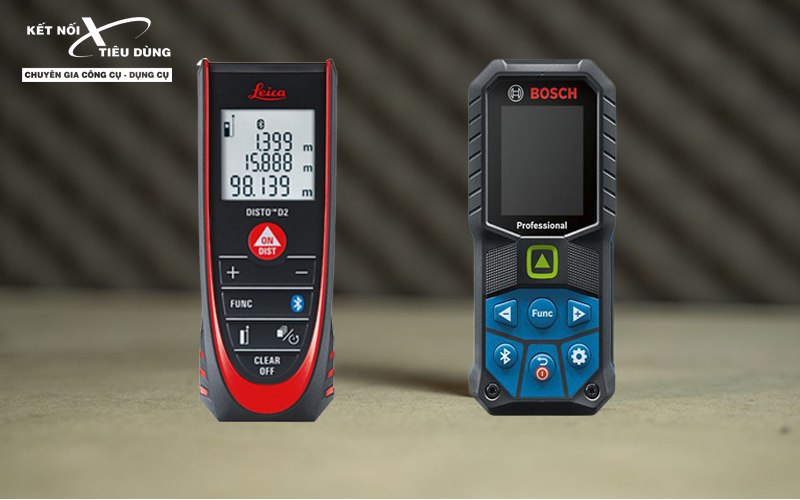 KẾT NỐI
TIÊU DÙNG
CHUYÊN GIA CÔNG CỤ - DỤNG CỤ
Leica
1.399 m
15.888 m
98.139 m
DISTO™ D2
ON
DIST
+ −
FUNC
CLEAR
OFF
BOSCH
Professional
Func